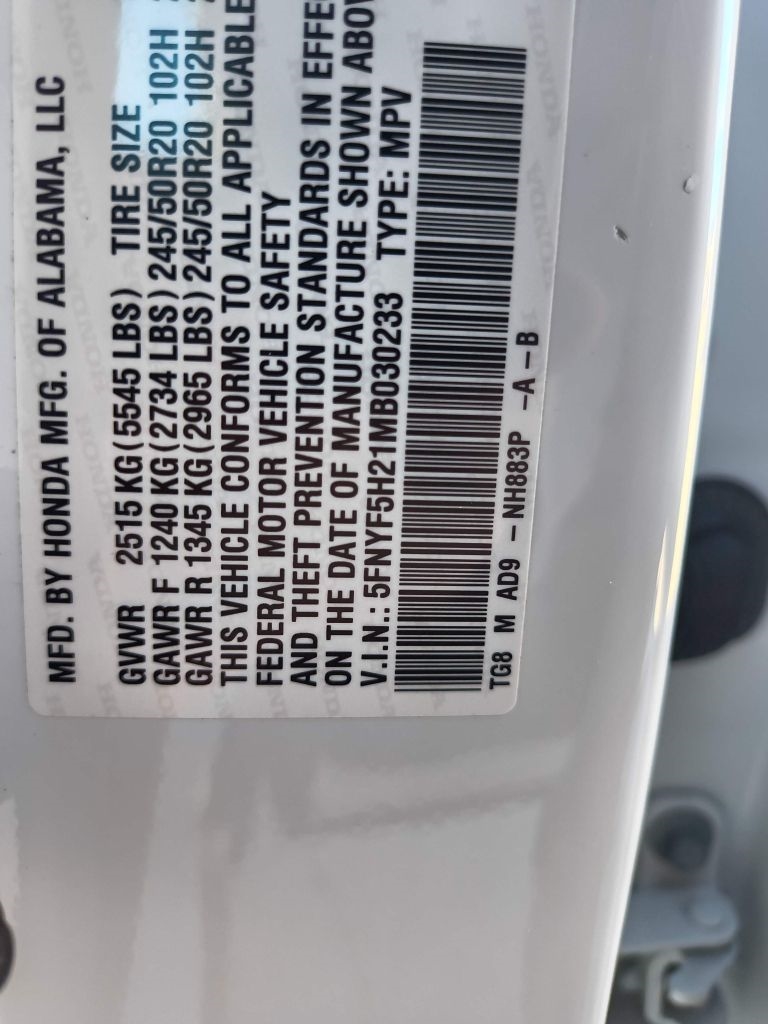 MFD. BY HONDA MFG. OF ALABAMA, LLC
GVWR 2515 KG(5545 LBS) TIRE SIZE
GAWR F 1240 KG(2734 LBS)245/50R20 102H
GAWR R 1345 KG(2965 LBS)245/50R20 102H
THIS VEHICLE CONFORMS TO ALL APPLICABLE
FEDERAL MOTOR VEHICLE SAFETY
AND THEFT PREVENTION STANDARDS IN EFFE
ON THE DATE OF MANUFACTURE SHOWN ABOV
V.I.N.: 5FNYF5H21MB030233 TYPE: MPV
TG8 M AD9 - NH883P -A-B